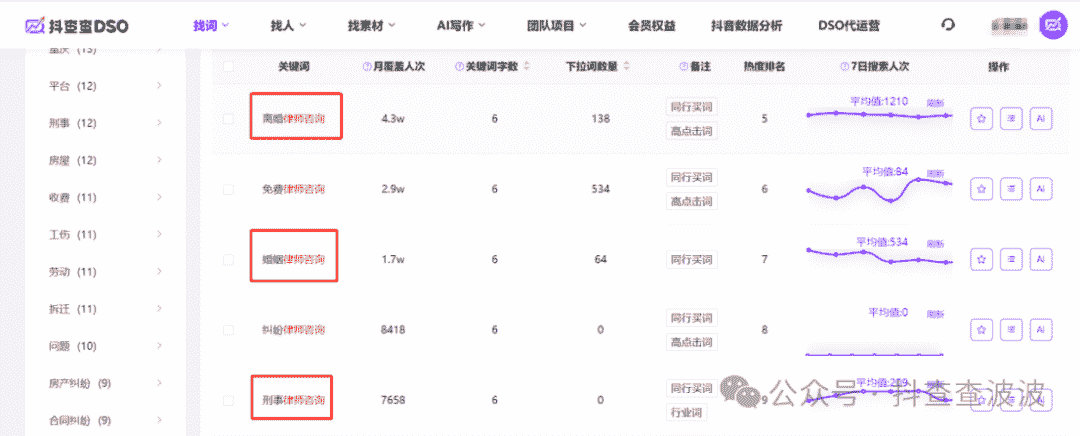 抖查查DSO 找词 找人 找素材 AI写作 团队项目 会员权益 抖音数据分析 DSO代运营
重庆 (13)
平台 (12)
刑事 (12)
房屋 (12)
收费 (11)
工伤 (11)
劳动 (11)
拆迁 (11)
问题 (10)
房产纠纷 (9)
合同纠纷 (9)
关键词 月覆盖人次 关键词字数 下拉词数量 备注 热度排名 7日搜索人次 操作
离婚律师咨询 4.3w 6 138 同行买词 高点击词 5 平均值:1210 刷新 AI
免费律师咨询 2.9w 6 534 同行买词 高点击词 6 平均值:84 刷新 AI
婚姻律师咨询 1.7w 6 64 同行买词 7 平均值:534 刷新 AI
纠纷律师咨询 8418 6 0 同行买词 高点击词 8 平均值:0 刷新 AI
刑事律师咨询 7658 6 0 同行买词 行业词 9 平均值: 刷新 AI
公众号·抖查查波波